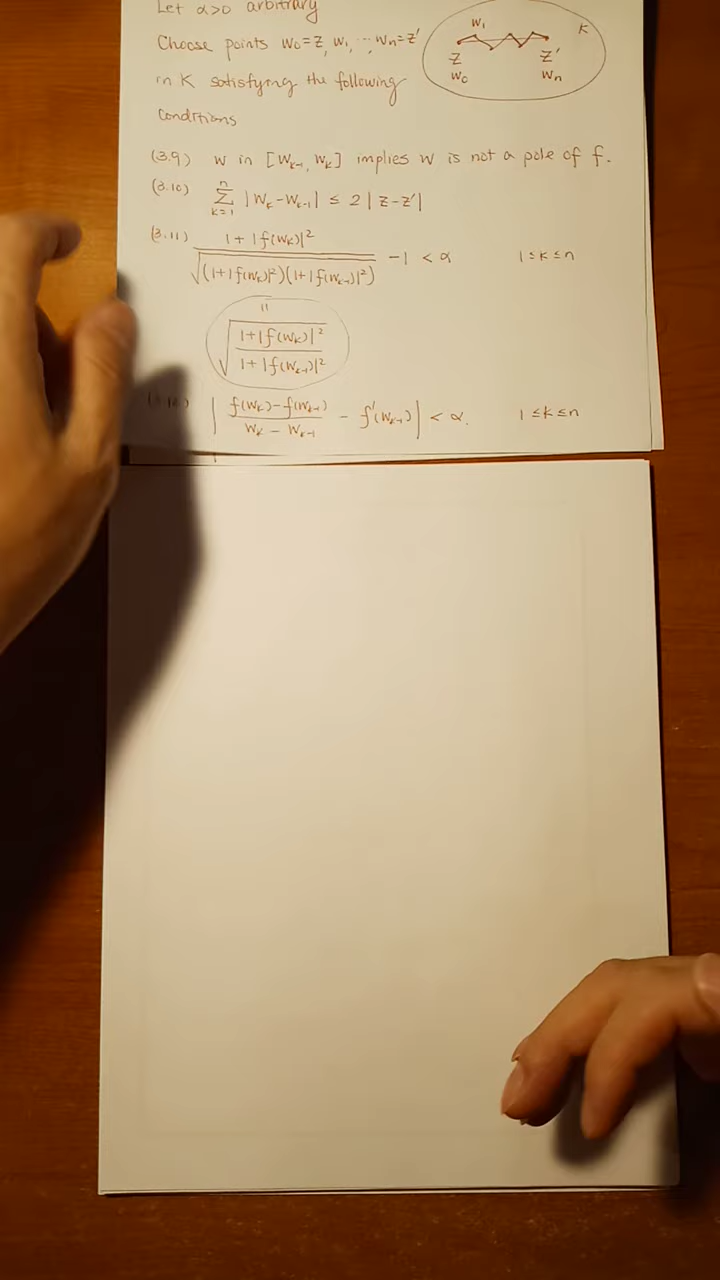 Let α>0 arbitrary
Choose points w₀=z, w₁, ⋯, wₙ=z'
in K satisfying the following
conditions
w₁
K
z
z'
w₀
wₙ
(3.9) w in [wₖ₋₁, wₖ] implies w is not a pole of f.
(3.10) ∑ₖ₌₁ⁿ |wₖ-wₖ₋₁| ≤ 2|z-z'|
(3.11) (1+|f(wₖ)|²)/√((1+|f(wₖ)|²)(1+|f(wₖ₋₁)|²)) -1 < α 1≤k≤n
"
√((1+|f(wₖ)|²)/(1+|f(wₖ₋₁)|²))
|(f(wₖ)-f(wₖ₋₁))/(wₖ-wₖ₋₁) - f'(wₖ₋₁)| < α. 1≤k≤n